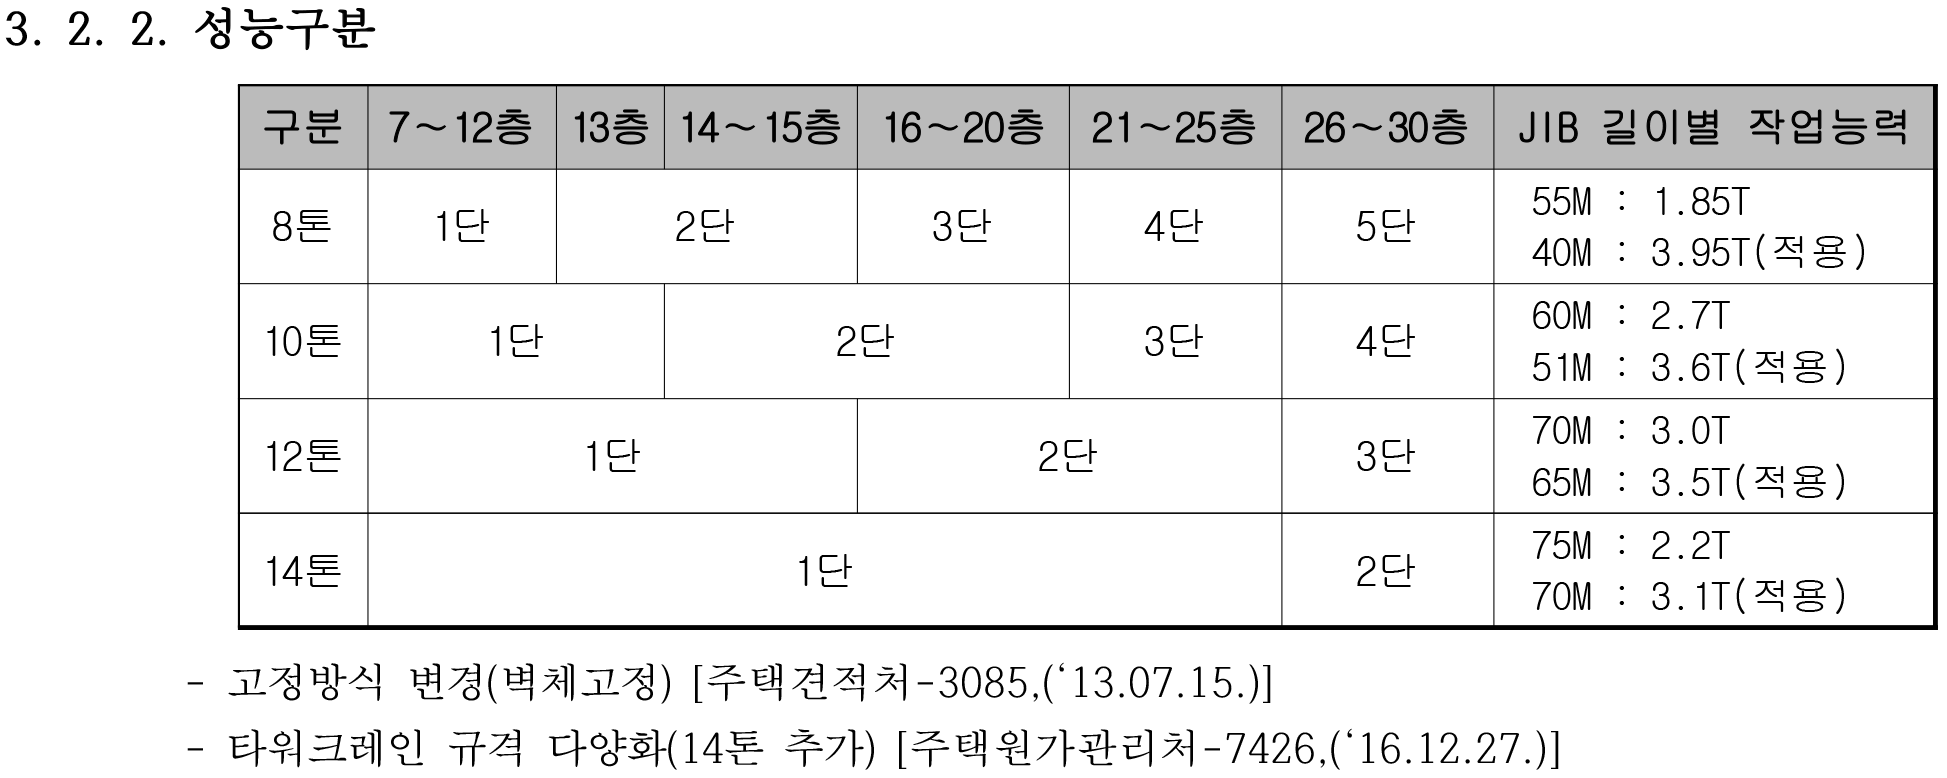 3. 2. 2. 성능구분
구분 7~12층 13층 14~15층 16~20층 21~25층 26~30층 JIB 길이별 작업능력
8톤 1단 2단 3단 4단 5단 55M : 1.85T
40M : 3.95T(적용)
10톤 1단 2단 3단 4단 60M : 2.7T
51M : 3.6T(적용)
12톤 1단 2단 3단 70M : 3.0T
65M : 3.5T(적용)
14톤 1단 2단 75M : 2.2T
70M : 3.1T(적용)
- 고정방식 변경(벽체고정) [주택견적처-3085,(‘13.07.15.)]
- 타워크레인 규격 다양화(14톤 추가) [주택원가관리처-7426,(‘16.12.27.)]